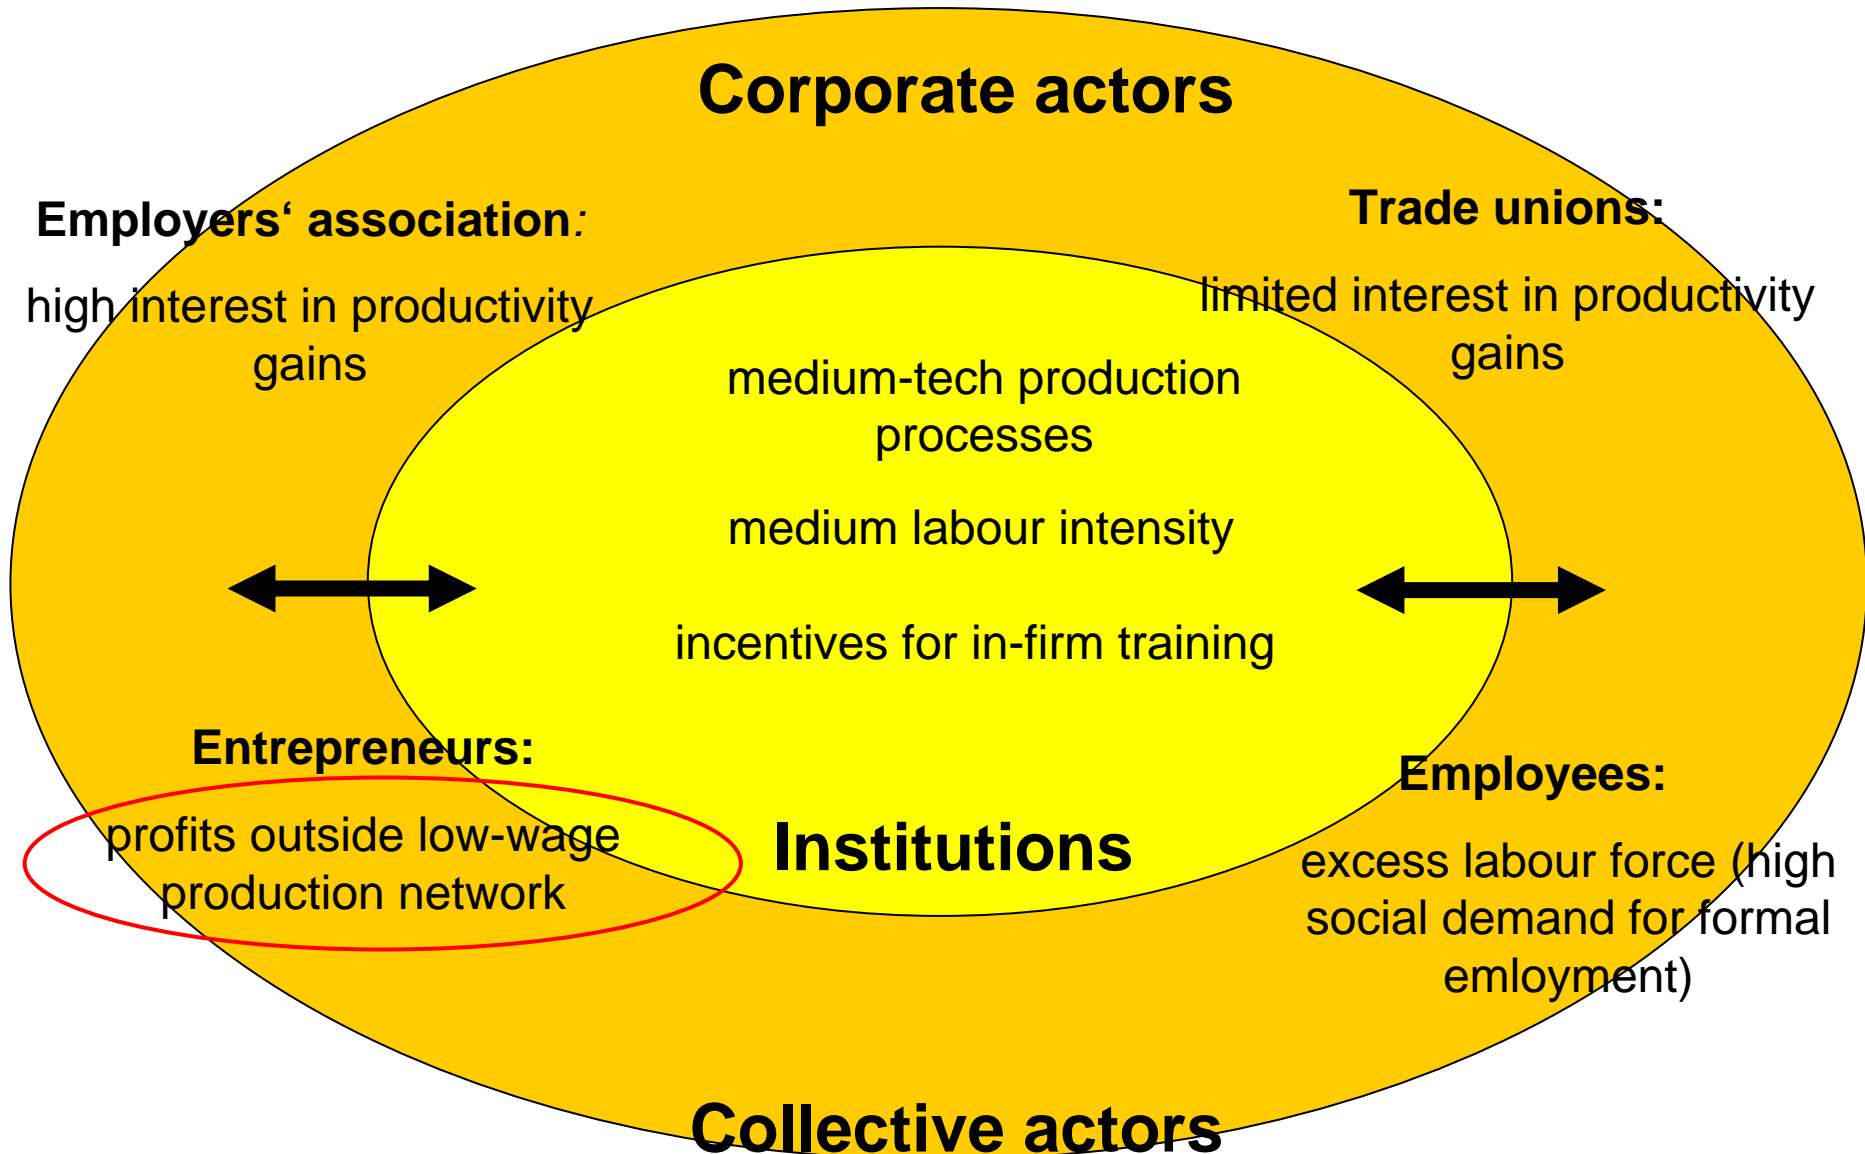 Corporate actors
Employers‘ association:
high interest in productivity
gains
Trade unions:
limited interest in productivity
gains
medium-tech production
processes
medium labour intensity
incentives for in-firm training
Institutions
Entrepreneurs:
profits outside low-wage
production network
Employees:
excess labour force (high
social demand for formal
emloyment)
Collective actors